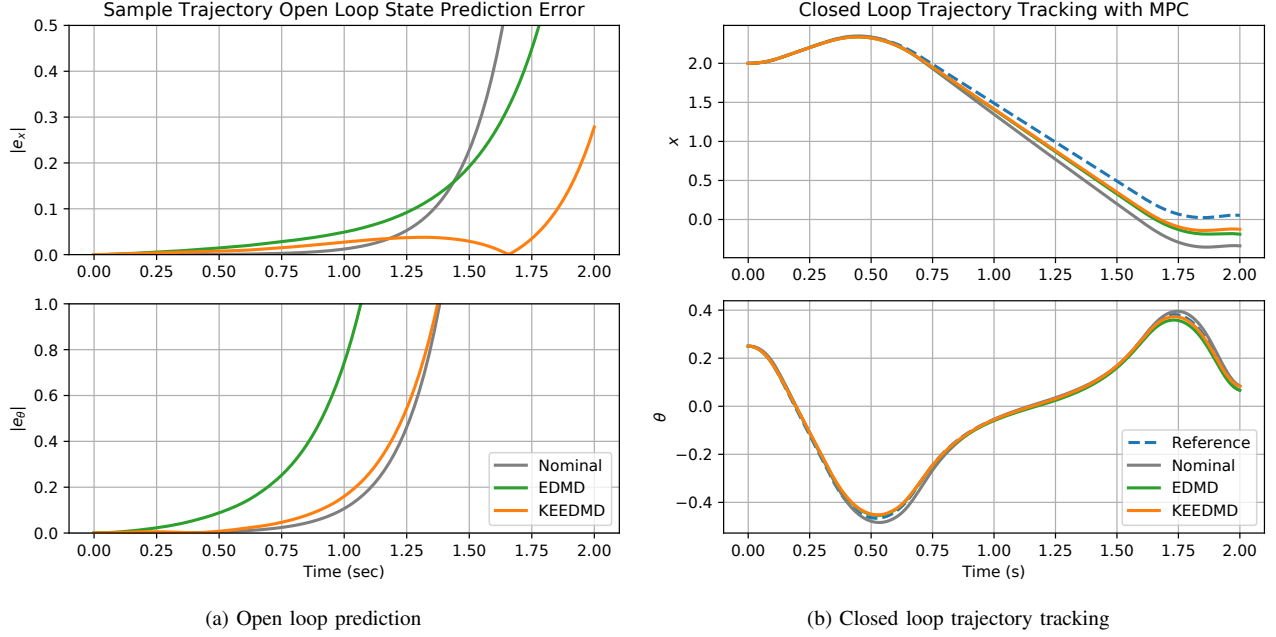 Sample Trajectory Open Loop State Prediction Error
0.5
0.4
0.3
0.2
0.1
0.0
|e_x|
0.00 0.25 0.50 0.75 1.00 1.25 1.50 1.75 2.00
1.0
0.8
0.6
0.4
0.2
0.0
|e_θ|
Nominal
EDMD
KEEDMD
0.00 0.25 0.50 0.75 1.00 1.25 1.50 1.75 2.00
Time (sec)
(a) Open loop prediction
Closed Loop Trajectory Tracking with MPC
2.0
1.5
1.0
0.5
0.0
x
0.00 0.25 0.50 0.75 1.00 1.25 1.50 1.75 2.00
0.4
0.2
0.0
−0.2
−0.4
θ
Reference
Nominal
EDMD
KEEDMD
0.00 0.25 0.50 0.75 1.00 1.25 1.50 1.75 2.00
Time (s)
(b) Closed loop trajectory tracking